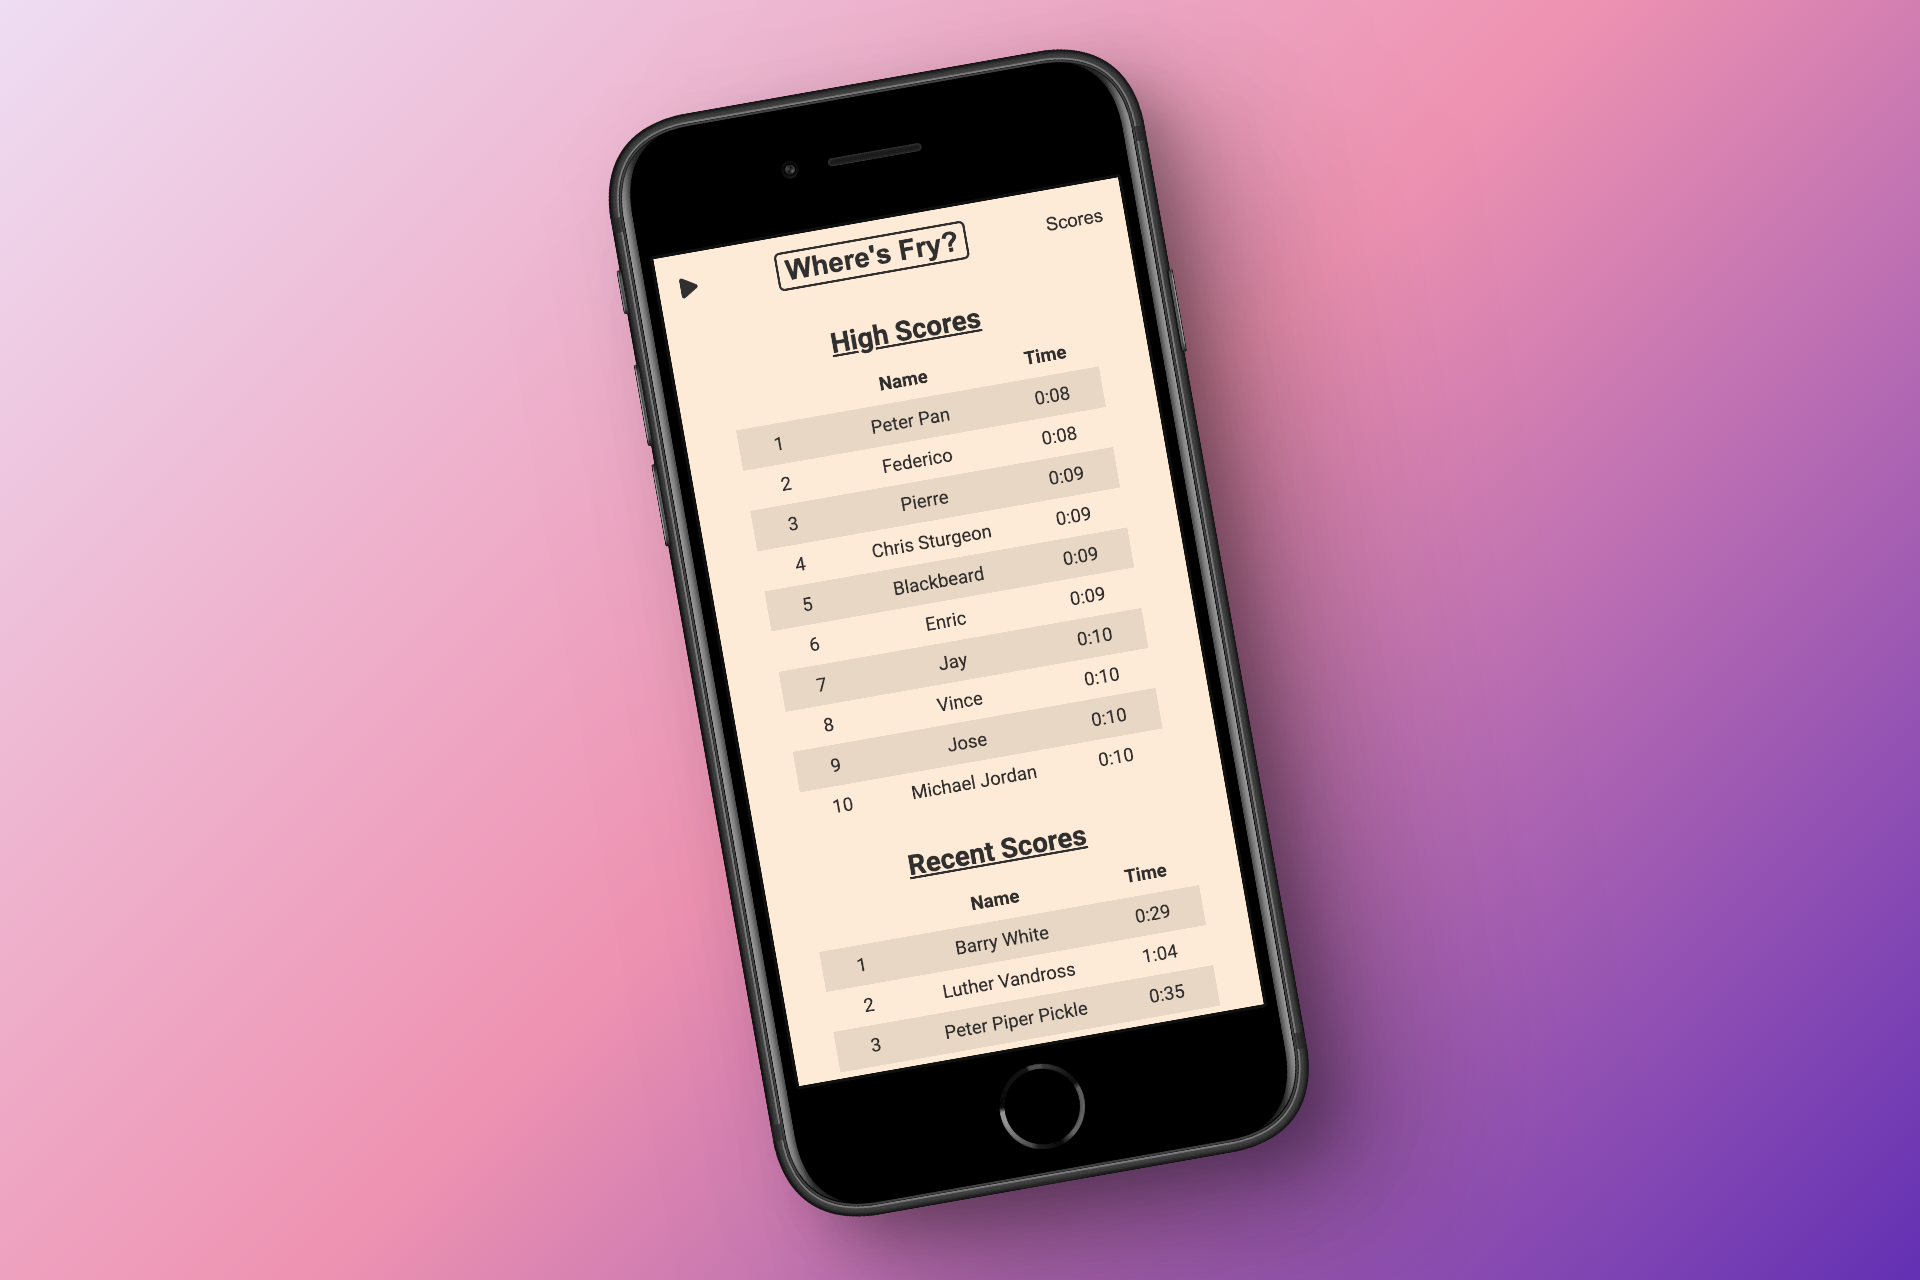 Where's Fry?
Scores
High Scores
Name Time
1 Peter Pan 0:08
2 Federico 0:08
3 Pierre 0:09
4 Chris Sturgeon 0:09
5 Blackbeard 0:09
6 Enric 0:09
7 Jay 0:10
8 Vince 0:10
9 Jose 0:10
10 Michael Jordan 0:10
Recent Scores
Name Time
1 Barry White 0:29
2 Luther Vandross 1:04
3 Peter Piper Pickle 0:35